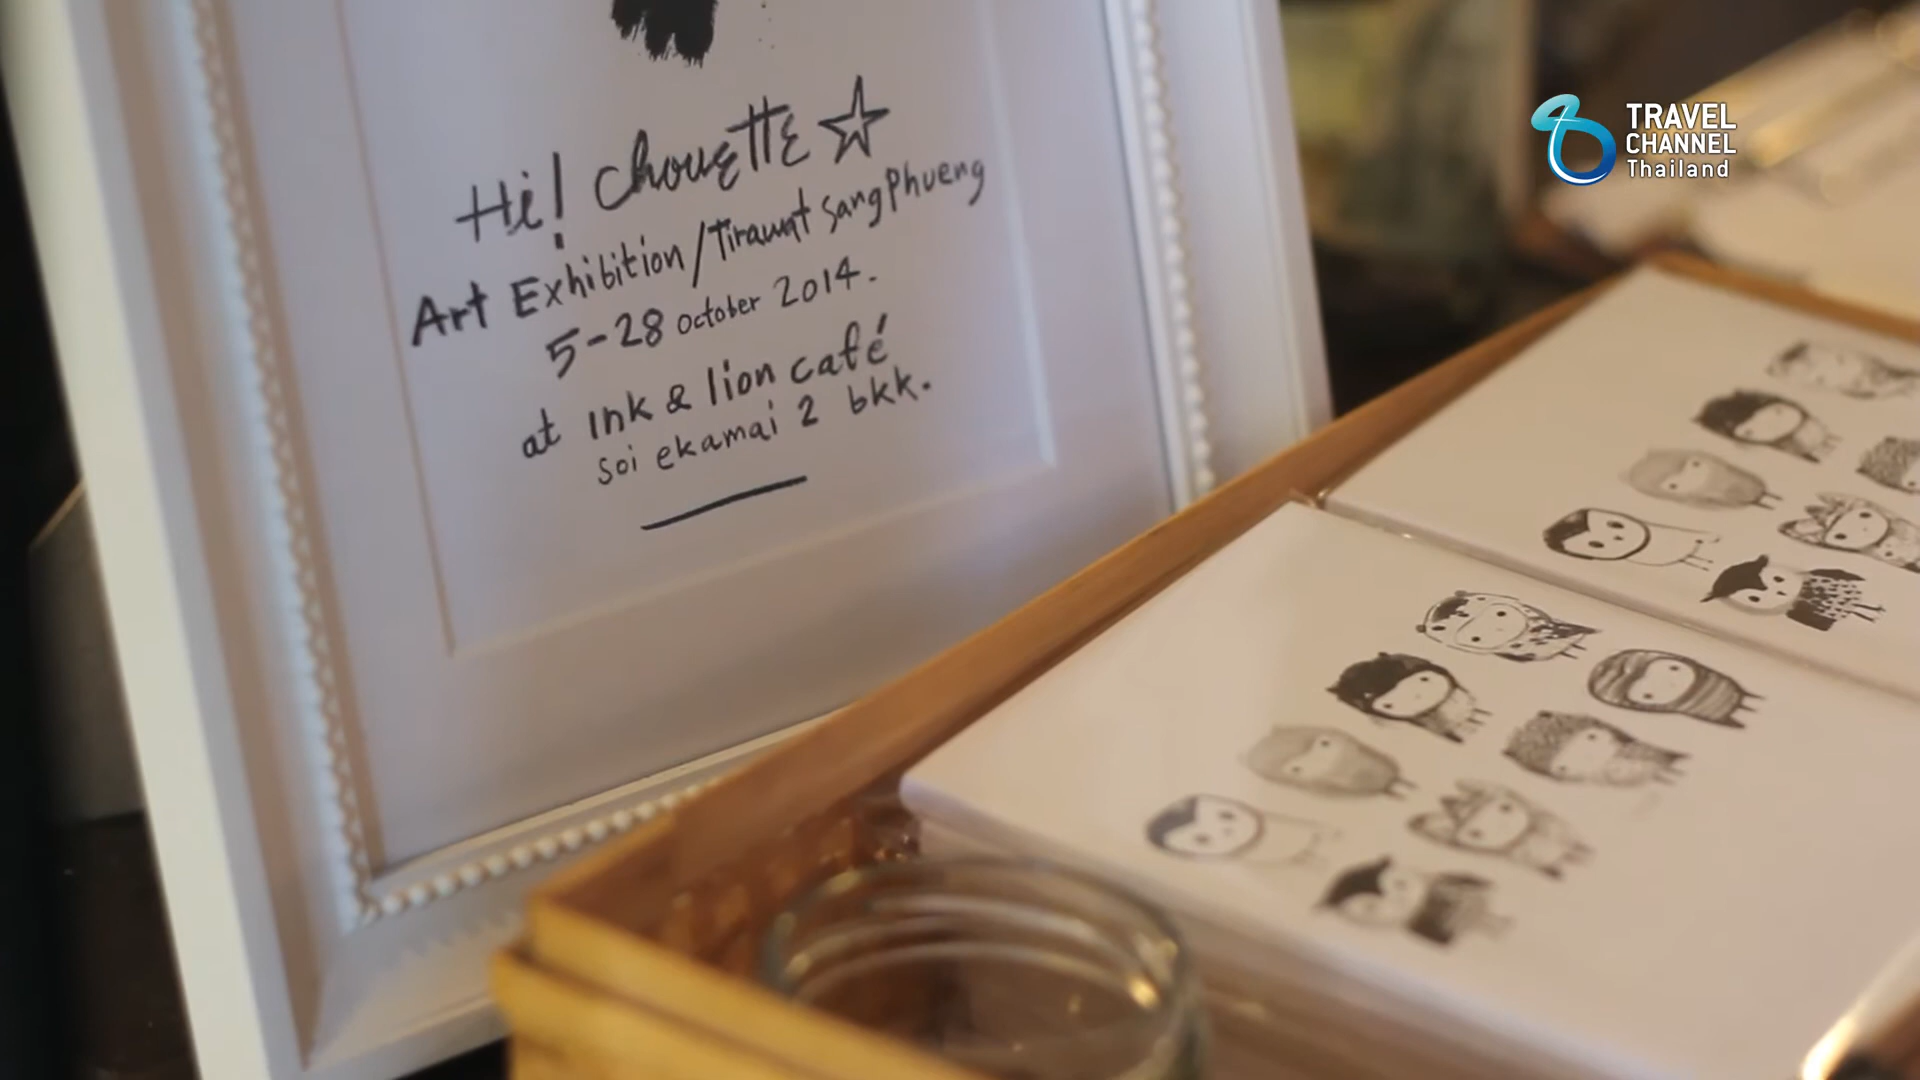 Hi! chouette
Art Exhibition/Tirawat SangPhueng
5-28 october 2014.
at ınk & lion café
soi ekamai 2 bkk.
TRAVEL
CHANNEL
Thailand